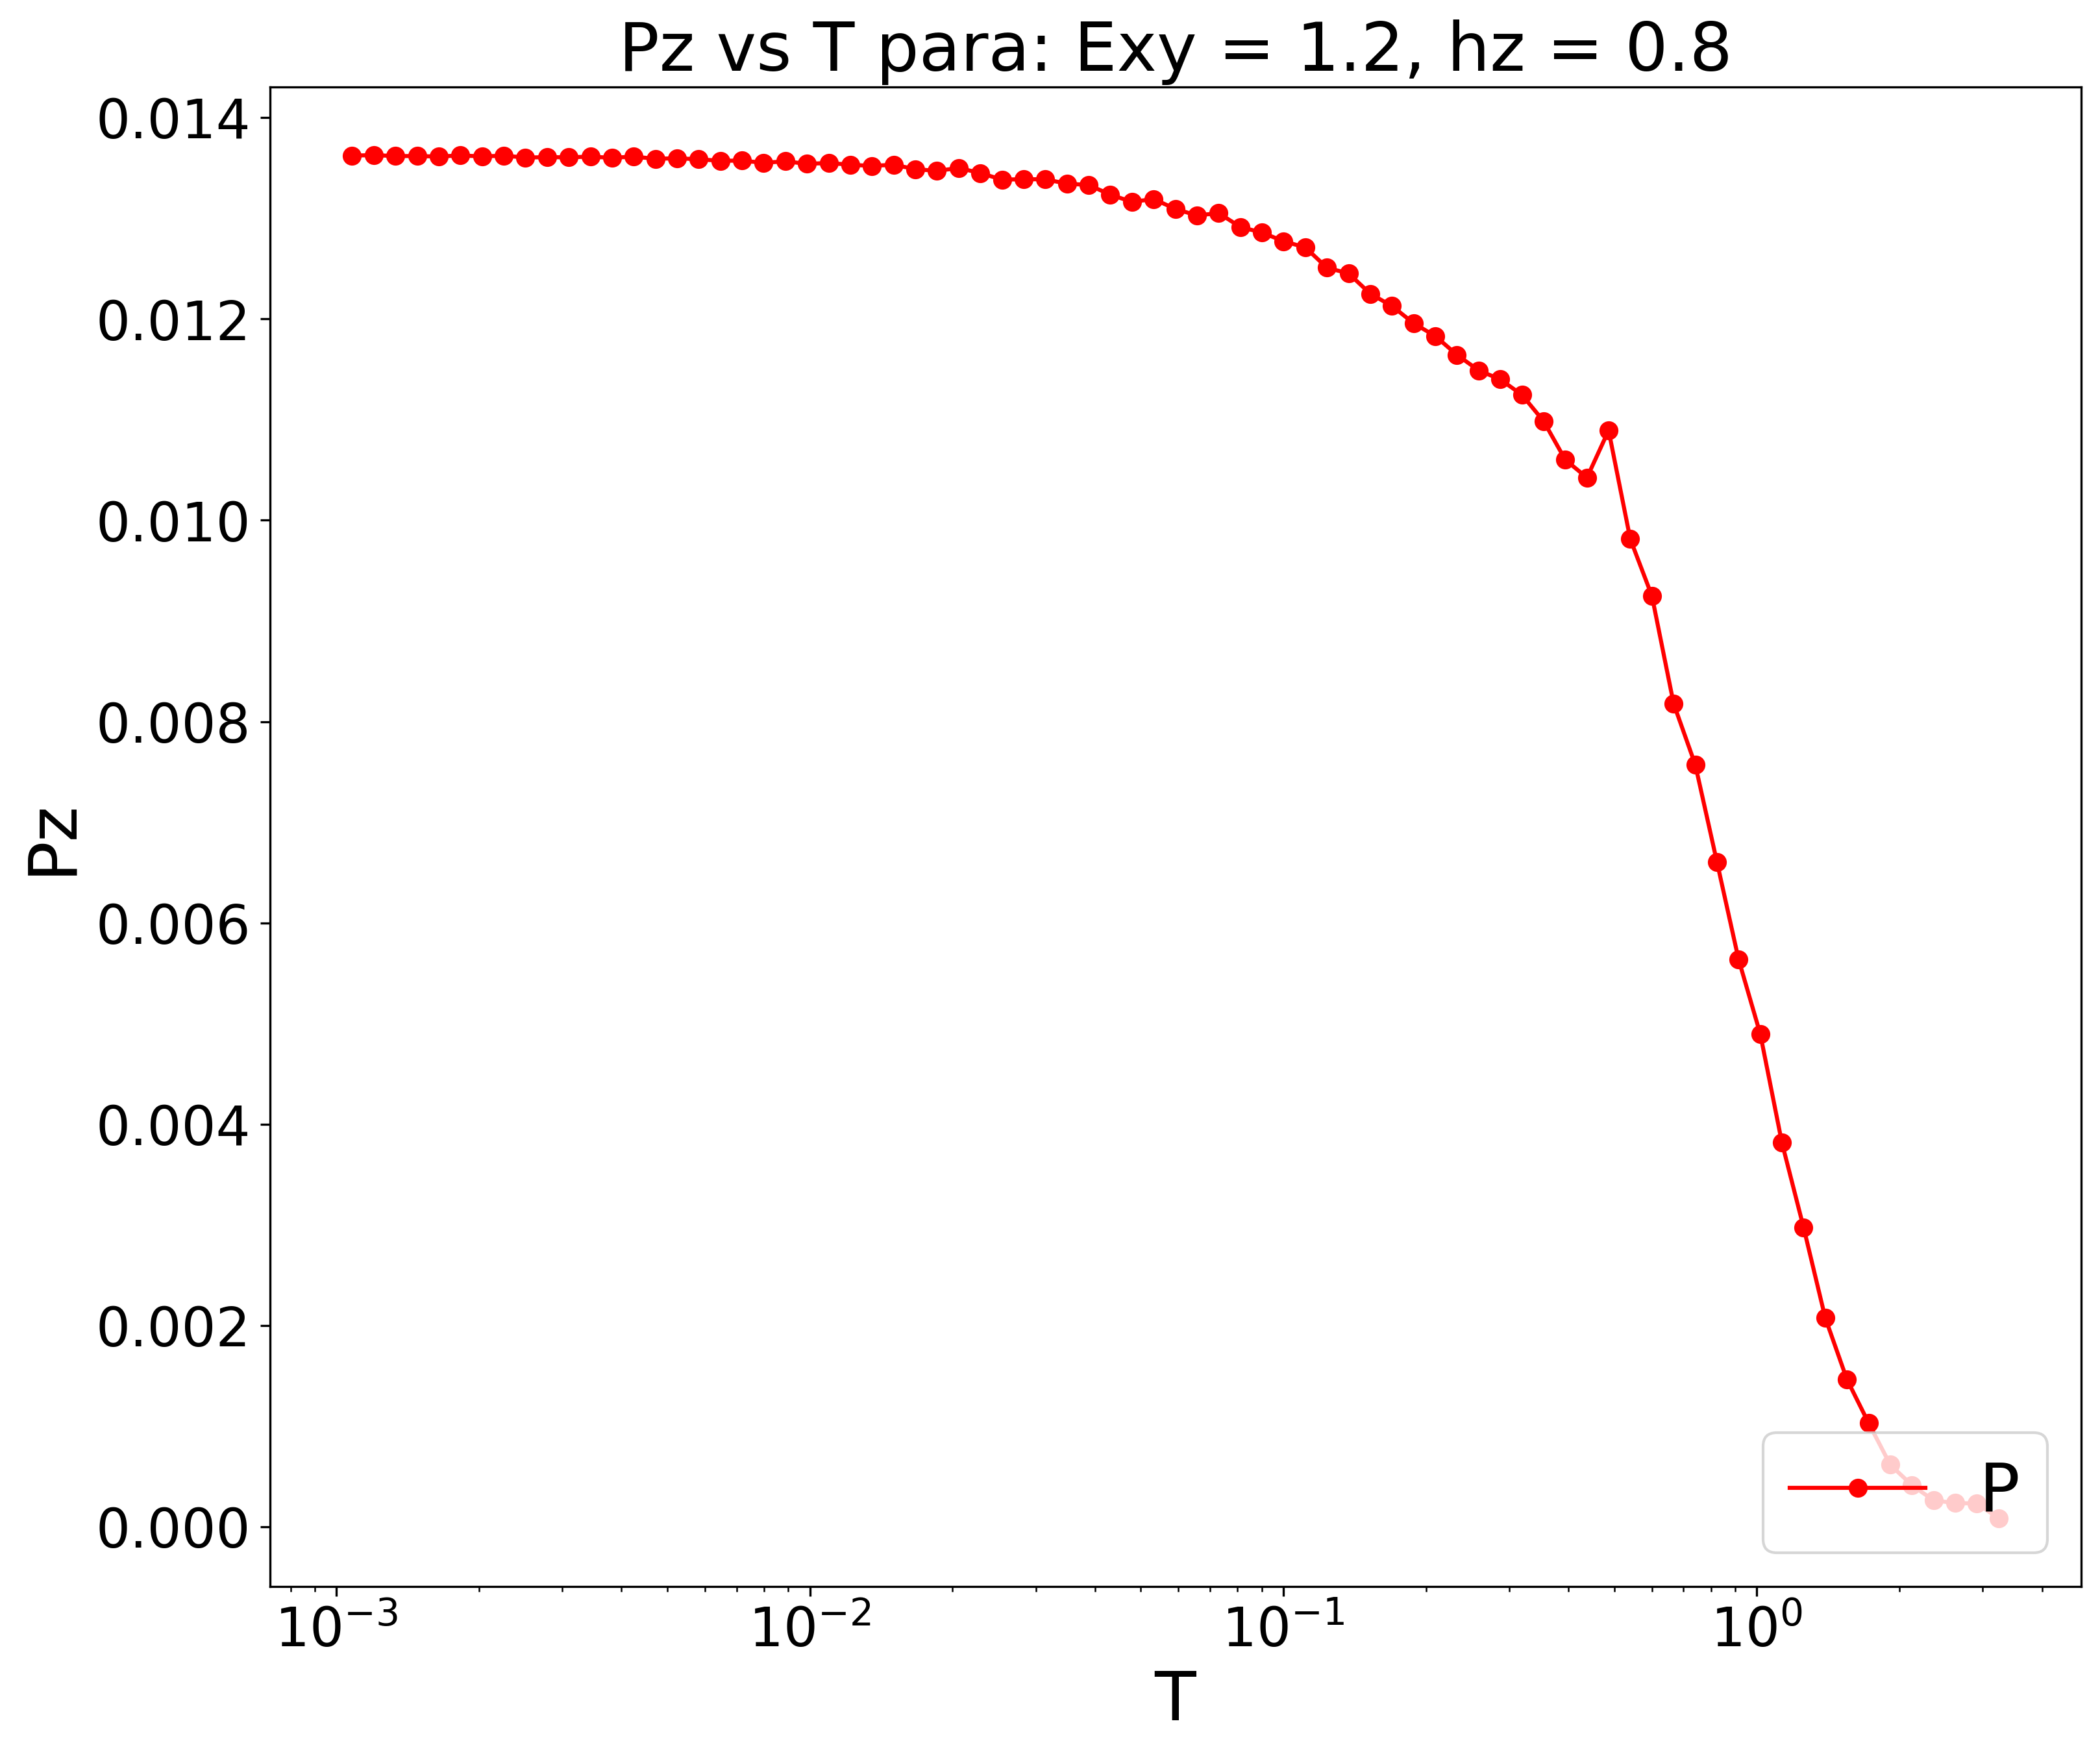 Pz vs T para: Exy = 1.2, hz = 0.8
0.014
0.012
0.010
0.008
0.006
0.004
0.002
0.000
Pz
P
10⁻³ 10⁻² 10⁻¹ 10⁰
T